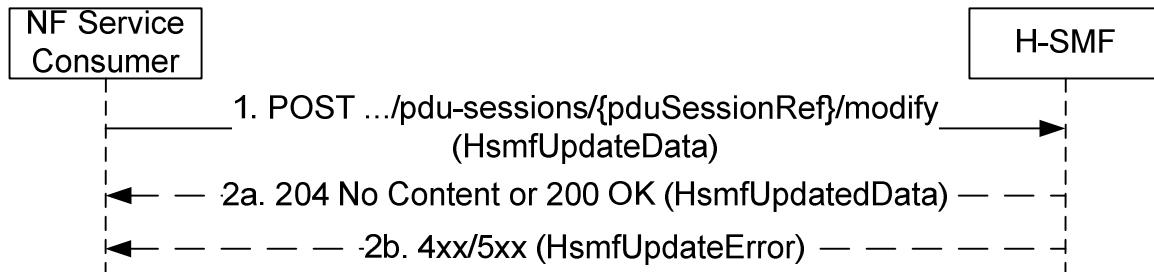 NF Service
Consumer
H-SMF
1. POST .../pdu-sessions/{pduSessionRef}/modify
(HsmfUpdateData)
2a. 204 No Content or 200 OK (HsmfUpdatedData)
2b. 4xx/5xx (HsmfUpdateError)